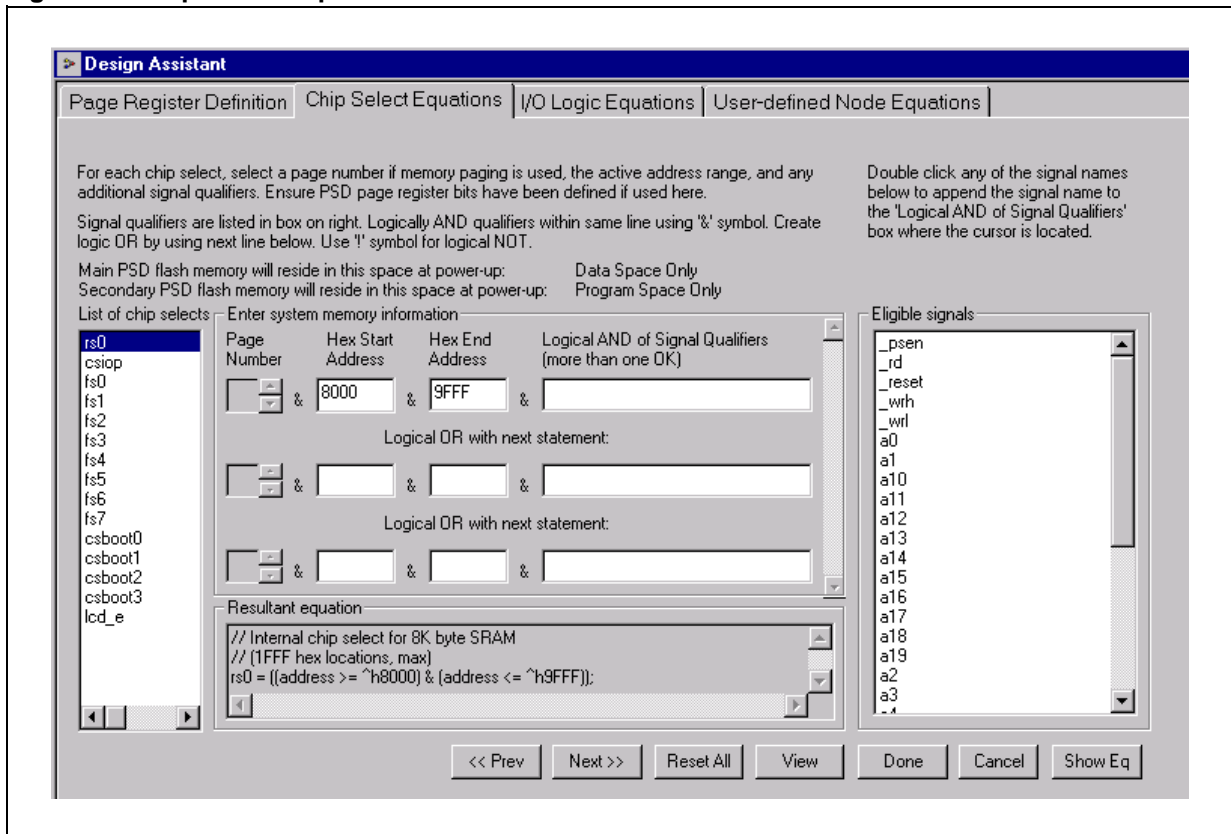 Design Assistant
Page Register Definition
Chip Select Equations
I/O Logic Equations
User-defined Node Equations
For each chip select, select a page number if memory paging is used, the active address range, and any
additional signal qualifiers. Ensure PSD page register bits have been defined if used here.
Signal qualifiers are listed in box on right. Logically AND qualifiers within same line using '&' symbol. Create
logic OR by using next line below. Use '!' symbol for logical NOT.
Double click any of the signal names
below to append the signal name to
the 'Logical AND of Signal Qualifiers'
box where the cursor is located.
Main PSD flash memory will reside in this space at power-up: Data Space Only
Secondary PSD flash memory will reside in this space at power-up: Program Space Only
List of chip selects
rs0
csiop
fs0
fs1
fs2
fs3
fs4
fs5
fs6
fs7
csboot0
csboot1
csboot2
csboot3
lcd_e
Enter system memory information
Page Hex Start Hex End Logical AND of Signal Qualifiers
Number Address Address (more than one OK)
& 8000 & 9FFF &
Logical OR with next statement:
& & &
Logical OR with next statement:
& & &
Resultant equation
// Internal chip select for 8K byte SRAM
// (1FFF hex locations, max)
rs0 = ((address >= ^h8000) & (address <= ^h9FFF));
Eligible signals
_psen
_rd
_reset
_wrh
_wrl
a0
a1
a10
a11
a12
a13
a14
a15
a16
a17
a18
a19
a2
a3
<< Prev Next >> Reset All View Done Cancel Show Eq